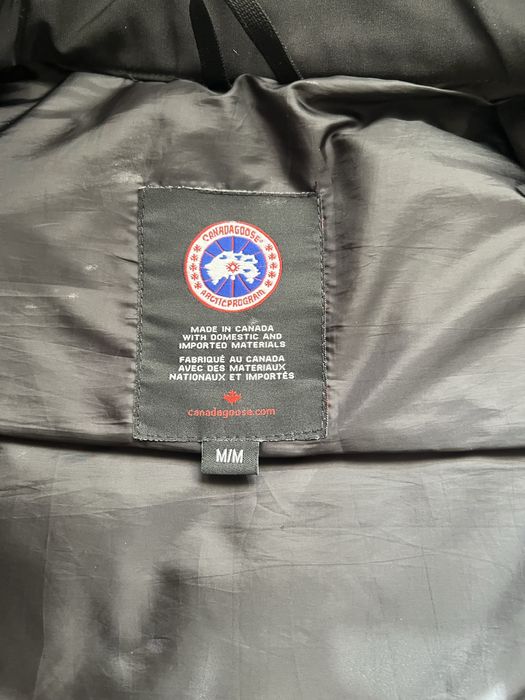 CANADA GOOSE®
ARCTIC PROGRAM
MADE IN CANADA
WITH DOMESTIC AND
IMPORTED MATERIALS
FABRIQUÉ AU CANADA
AVEC DES MATERIAUX
NATIONAUX ET IMPORTÉS
canadagoose.com
M/M